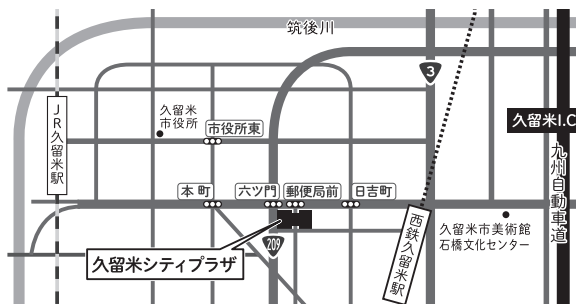 筑後川
3
久留米
市役所
市役所東
久留米I.C
JR久留米駅
九州自動車道
本町
六ツ門
郵便局前
日吉町
西鉄久留米駅
久留米市美術館
石橋文化センター
209
久留米シティプラザ